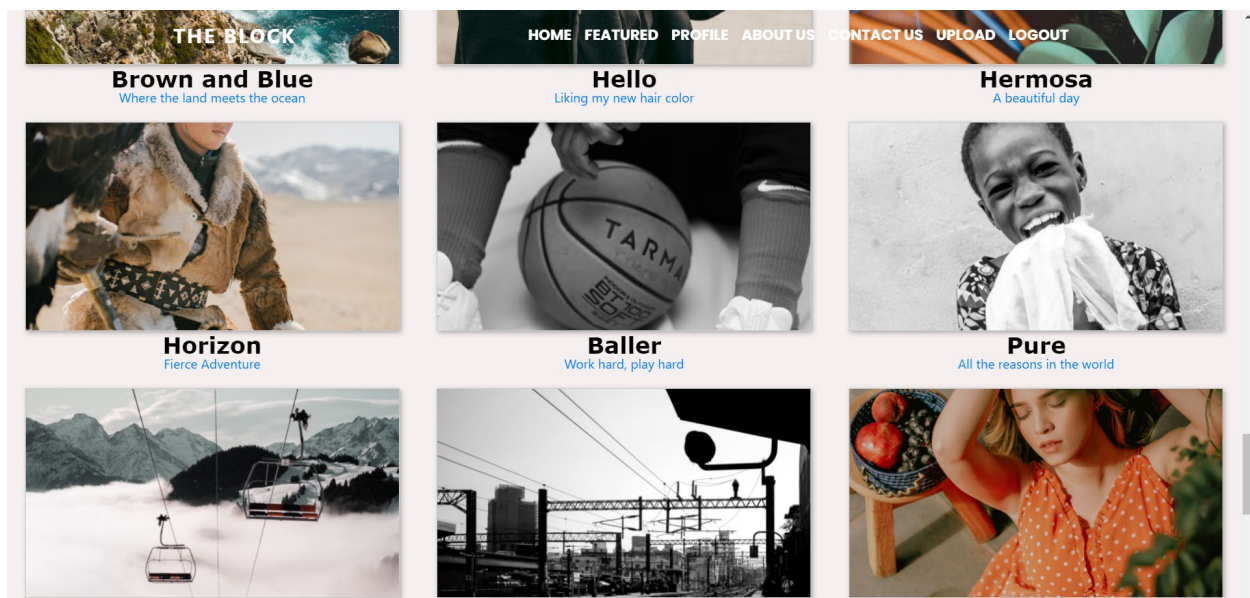 THE BLOCK
HOME FEATURED PROFILE ABOUT US CONTACT US UPLOAD LOGOUT
Brown and Blue
Where the land meets the ocean
Hello
Liking my new hair color
Hermosa
A beautiful day
TARMA
Horizon
Fierce Adventure
Baller
Work hard, play hard
Pure
All the reasons in the world